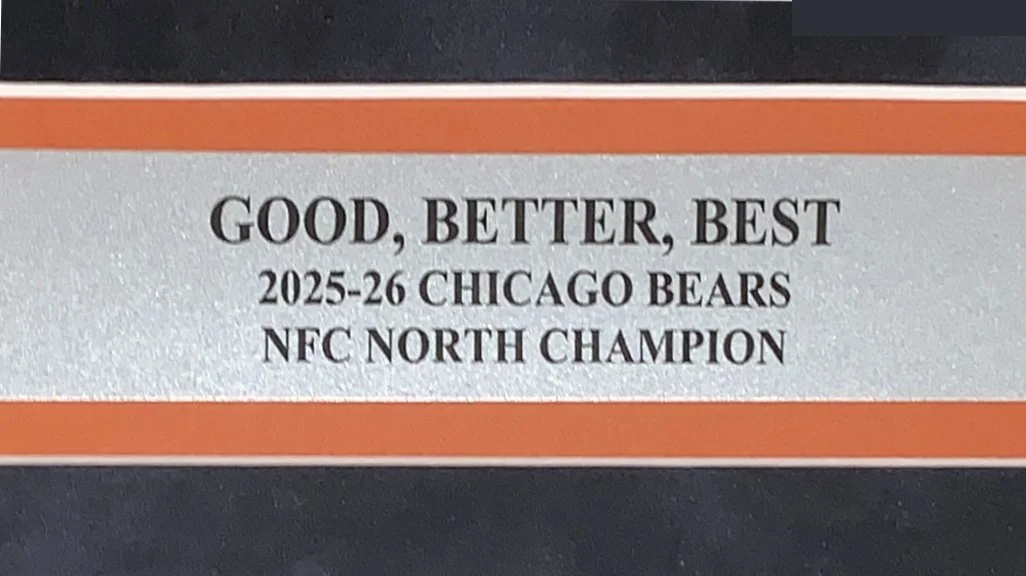 GOOD, BETTER, BEST
2025-26 CHICAGO BEARS
NFC NORTH CHAMPION